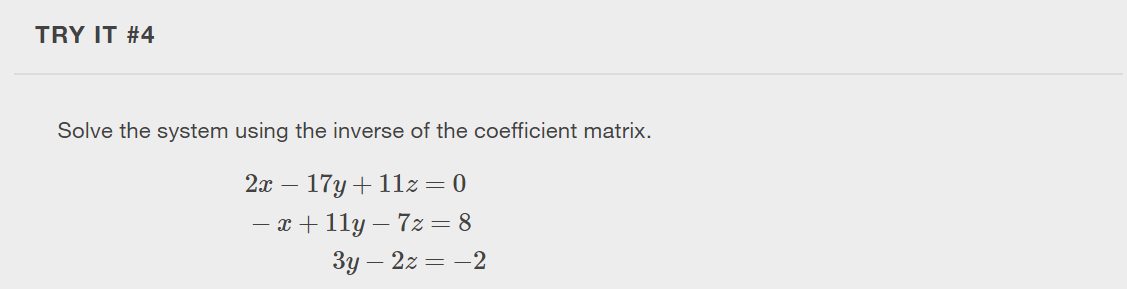 TRY IT #4
Solve the system using the inverse of the coefficient matrix.
2x − 17y + 11z = 0
− x + 11y − 7z = 8
3y − 2z = −2